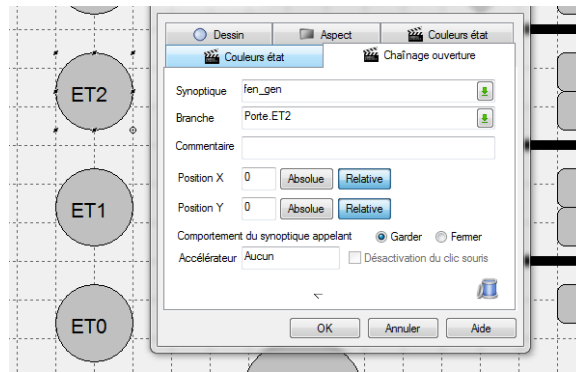 Dessin Aspect Couleurs état
Couleurs état Chaînage ouverture
ET2
Synoptique fen_gen
Branche Porte.ET2
Commentaire
Position X 0 Absolue Relative
ET1
Position Y 0 Absolue Relative
Comportement du synoptique appelant Garder Fermer
Accélérateur Aucun Désactivation du clic souris
ET0
OK Annuler Aide